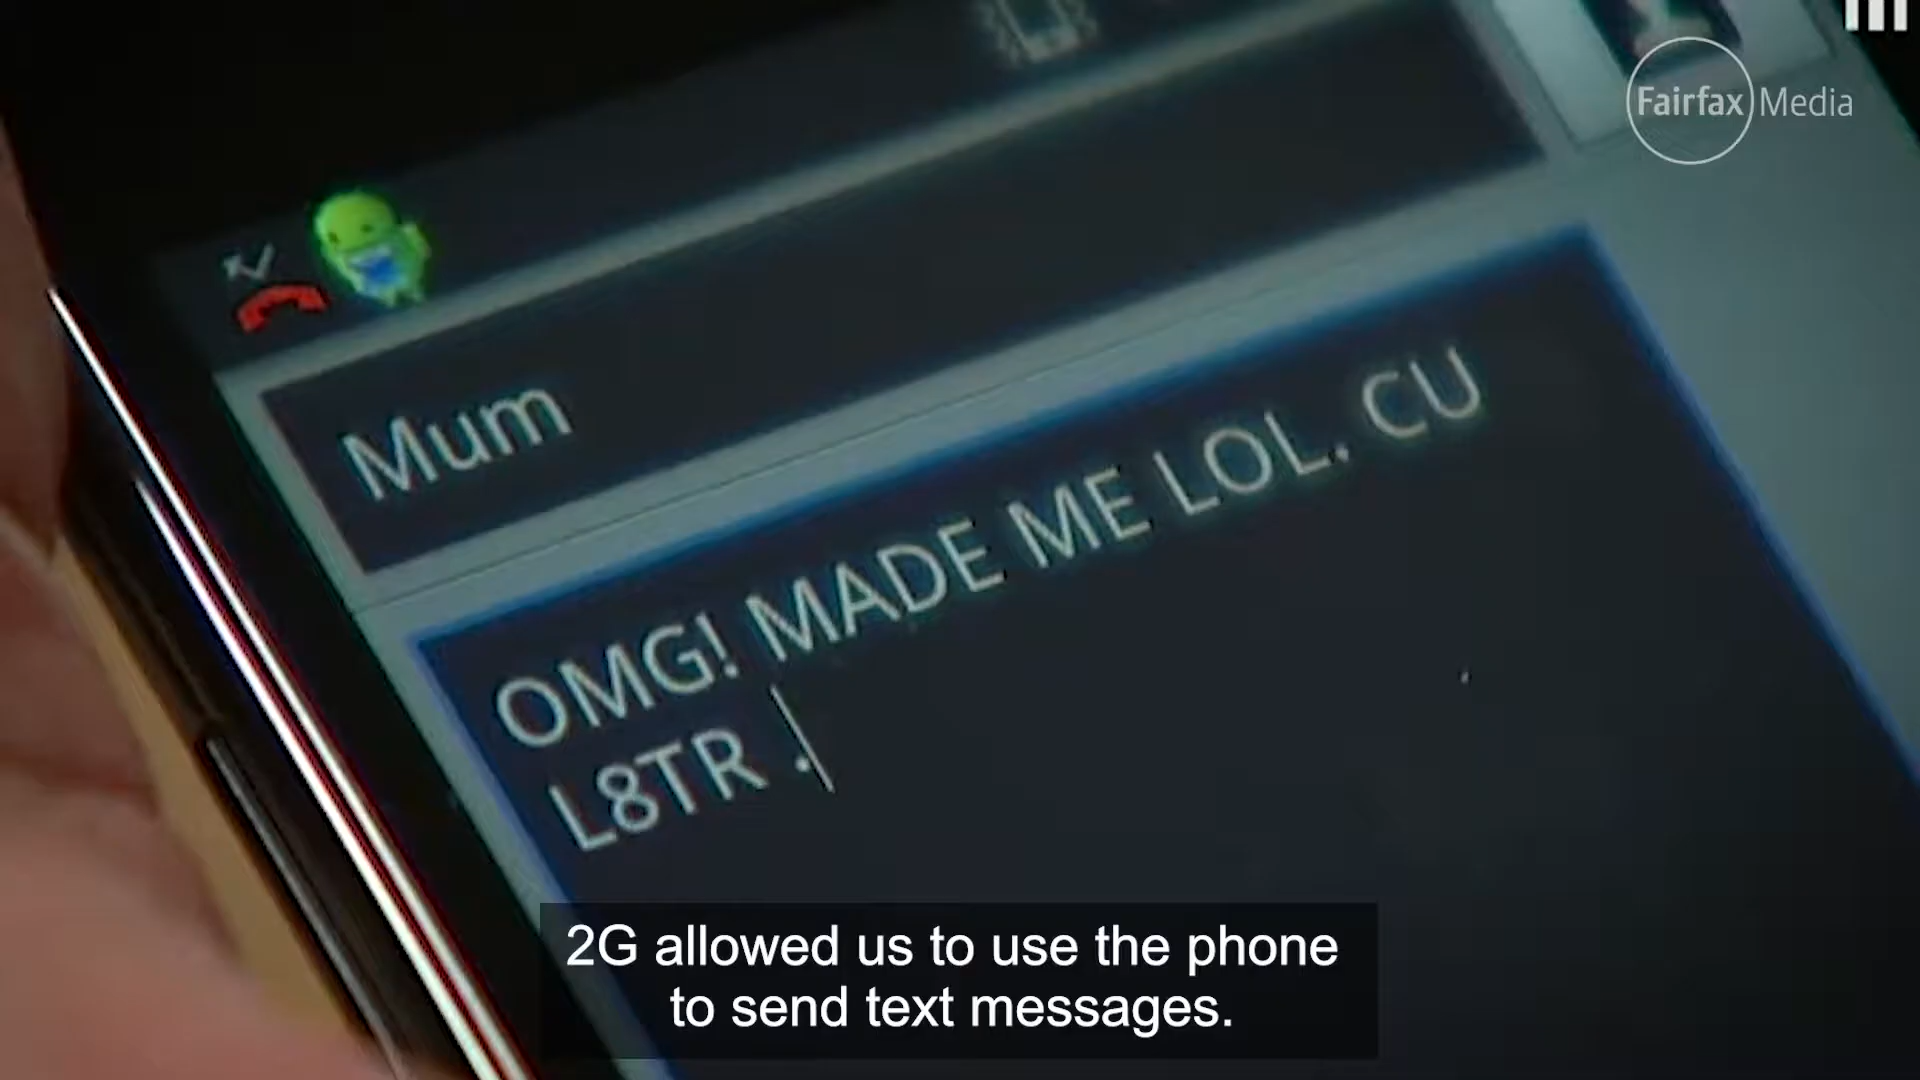 Fairfax Media
Mum
OMG! MADE ME LOL. CU
L8TR .
2G allowed us to use the phone
to send text messages.